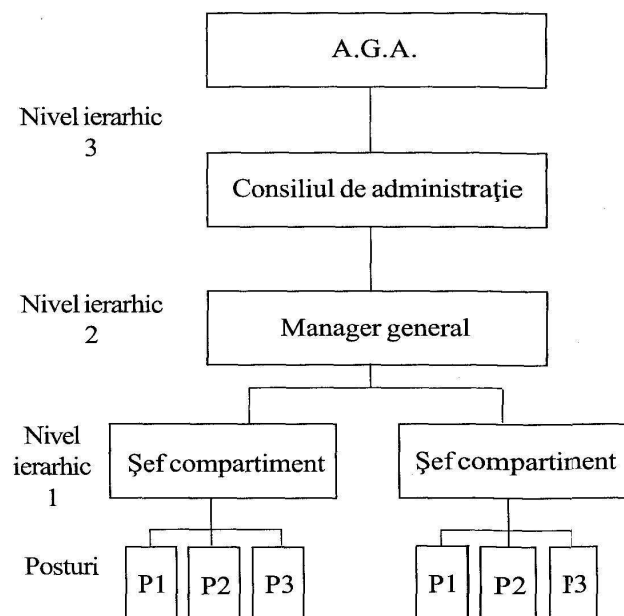 A.G.A.
Nivel ierarhic
3
Consiliul de administraţie
Nivel ierarhic
2
Manager general
Nivel
ierarhic
1
Şef compartiment
Şef compartiment
Posturi
P1
P2
P3
P1
P2
P3